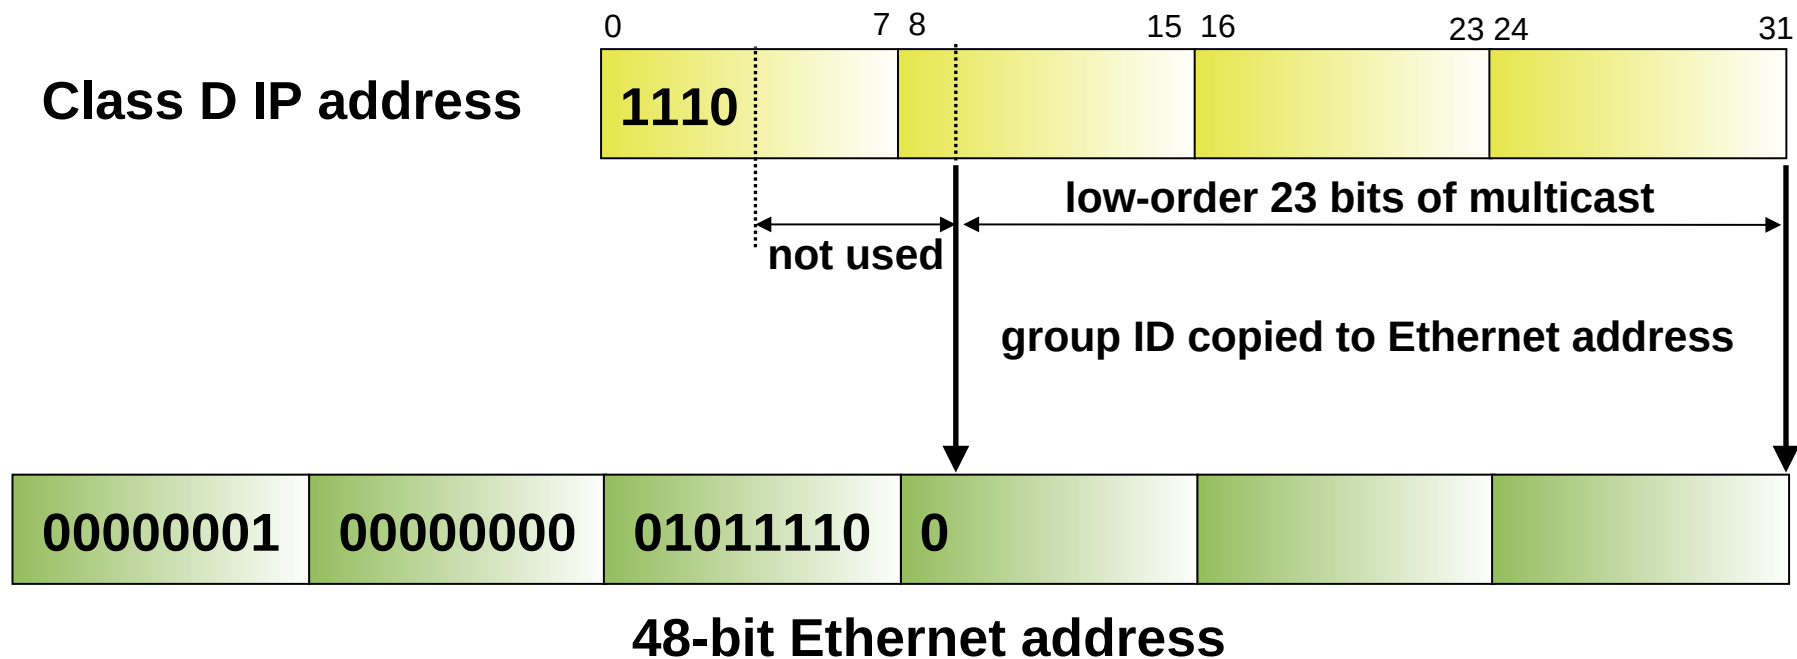 0 7 8 15 16 23 24 31
Class D IP address
1110
low-order 23 bits of multicast
not used
group ID copied to Ethernet address
00000001 00000000 01011110 0
48-bit Ethernet address